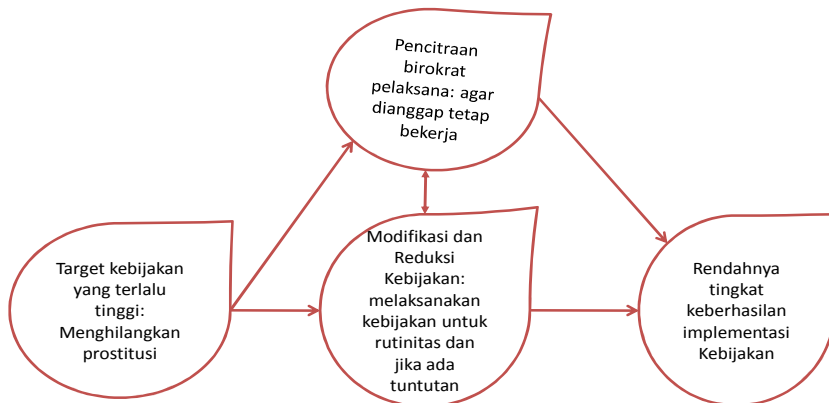 Pencitraan
birokrat
pelaksana: agar
dianggap tetap
bekerja
Target kebijakan
yang terlalu
tinggi:
Menghilangkan
prostitusi
Modifikasi dan
Reduksi
Kebijakan:
melaksanakan
kebijakan untuk
rutinitas dan
jika ada
tuntutan
Rendahnya
tingkat
keberhasilan
implementasi
Kebijakan